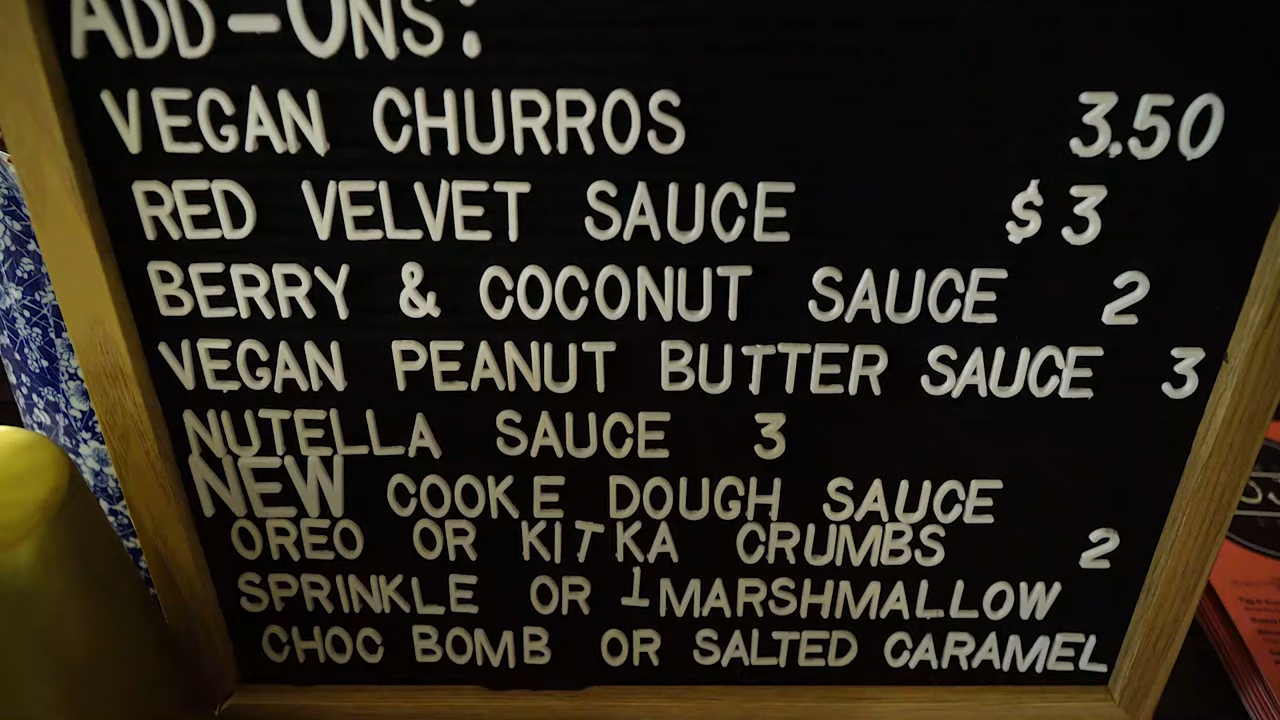 ADD-ONS:
VEGAN CHURROS 3.50
RED VELVET SAUCE $3
BERRY & COCONUT SAUCE 2
VEGAN PEANUT BUTTER SAUCE 3
NUTELLA SAUCE 3
NEW COOKE DOUGH SAUCE
OREO OR KITKA CRUMBS 2
SPRINKLE OR MARSHMALLOW
CHOC BOMB OR SALTED CARAMEL